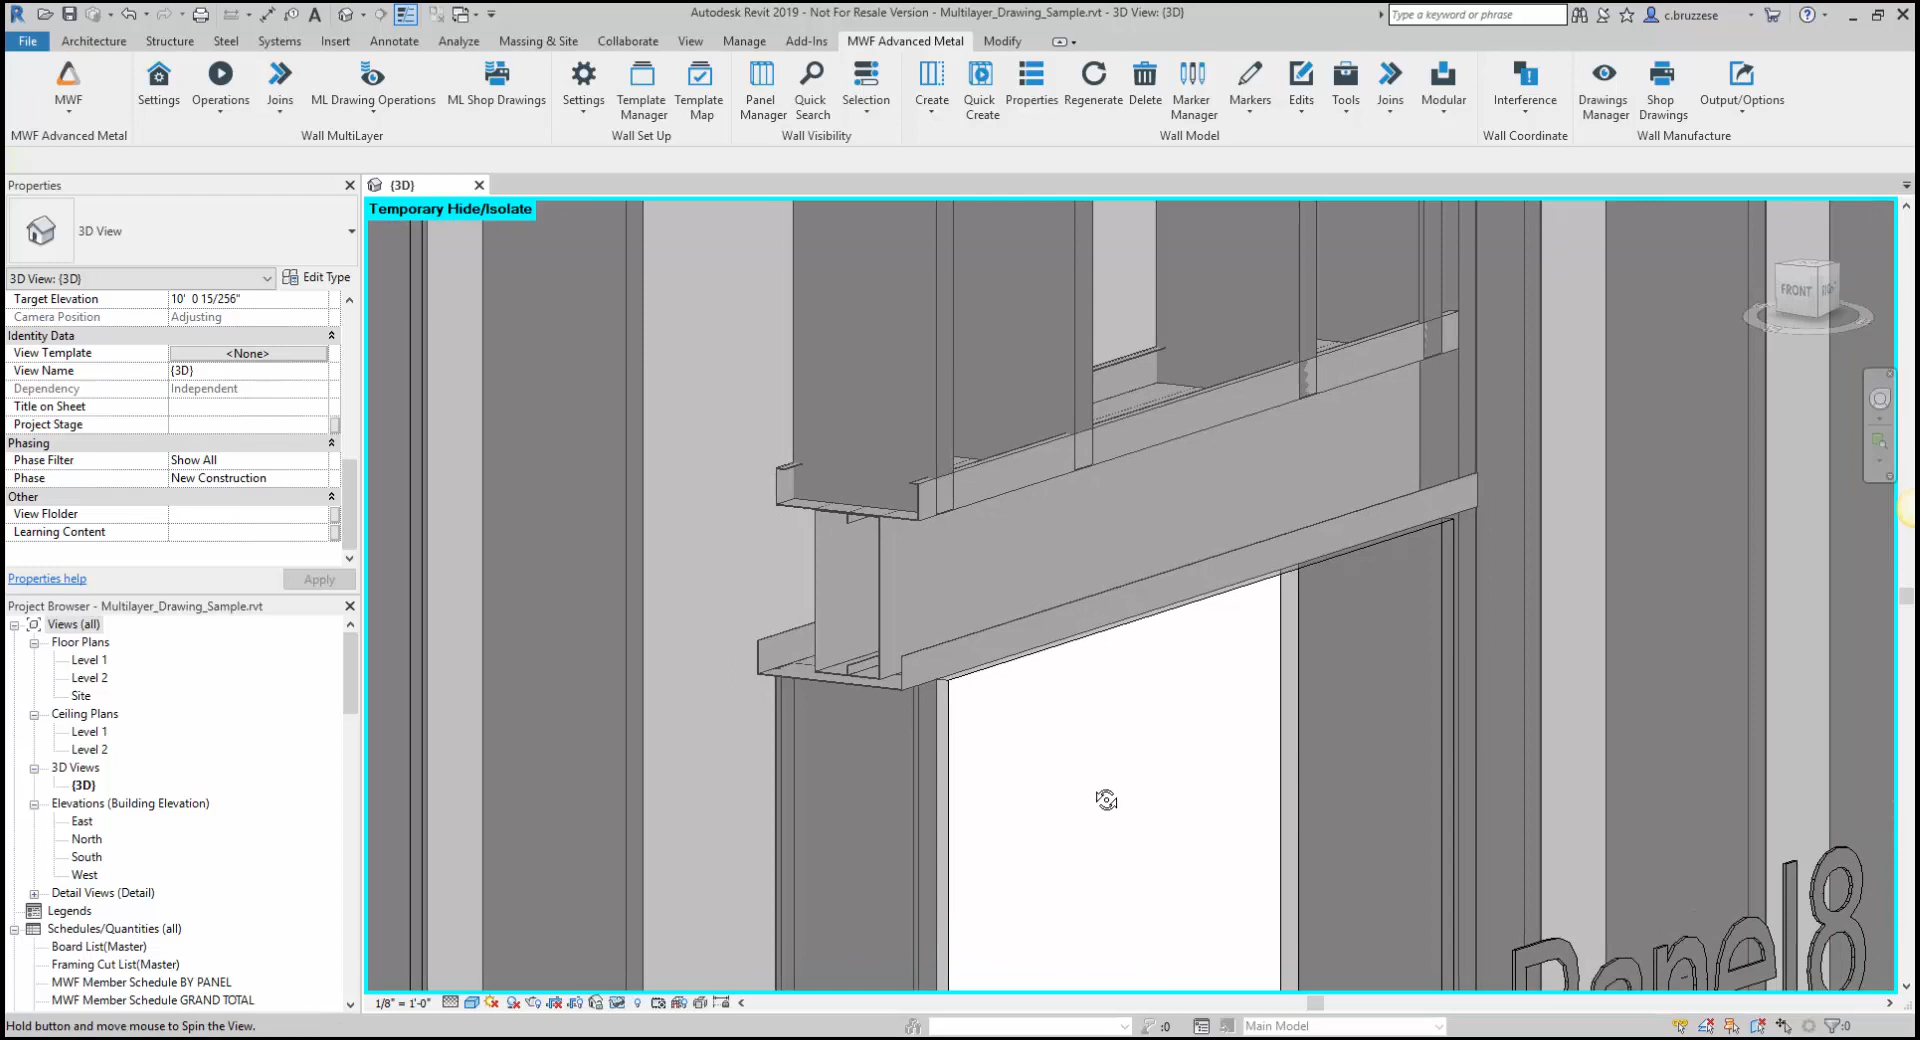 Autodesk Revit 2019 - Not For Resale Version - Multilayer_Drawing_Sample.rvt - 3D View: {3D}
Type a keyword or phrase
c.bruzzese
File Architecture Structure Steel Systems Insert Annotate Analyze Massing & Site Collaborate View Manage Add-Ins MWF Advanced Metal Modify
MWF
Settings
Operations
Joins
ML Drawing Operations
ML Shop Drawings
Settings
Template Manager
Template Map
Panel Manager
Quick Search
Selection
Create
Quick Create
Properties
Regenerate
Delete
Marker Manager
Markers
Edits
Tools
Joins
Modular
Interference
Drawings Manager
Shop Drawings
Output/Options
MWF Advanced Metal
Wall MultiLayer
Wall Set Up
Wall Visibility
Wall Model
Wall Coordinate
Wall Manufacture
Properties
3D View
3D View: {3D}
Edit Type
Target Elevation 10' 0 15/256"
Camera Position Adjusting
Identity Data
View Template <None>
View Name {3D}
Dependency Independent
Title on Sheet
Project Stage
Phasing
Phase Filter Show All
Phase New Construction
Other
View Flolder
Learning Content
Properties help
Apply
Project Browser - Multilayer_Drawing_Sample.rvt
Views (all)
Floor Plans
Level 1
Level 2
Site
Ceiling Plans
Level 1
Level 2
3D Views
{3D}
Elevations (Building Elevation)
East
North
South
West
Detail Views (Detail)
Legends
Schedules/Quantities (all)
Board List(Master)
Framing Cut List(Master)
MWF Member Schedule BY PANEL
MWF Member Schedule GRAND TOTAL
{3D}
Temporary Hide/Isolate
FRONT
RIGHT
Panel8
1/8" = 1'-0"
Hold button and move mouse to Spin the View.
:0
Main Model
:0